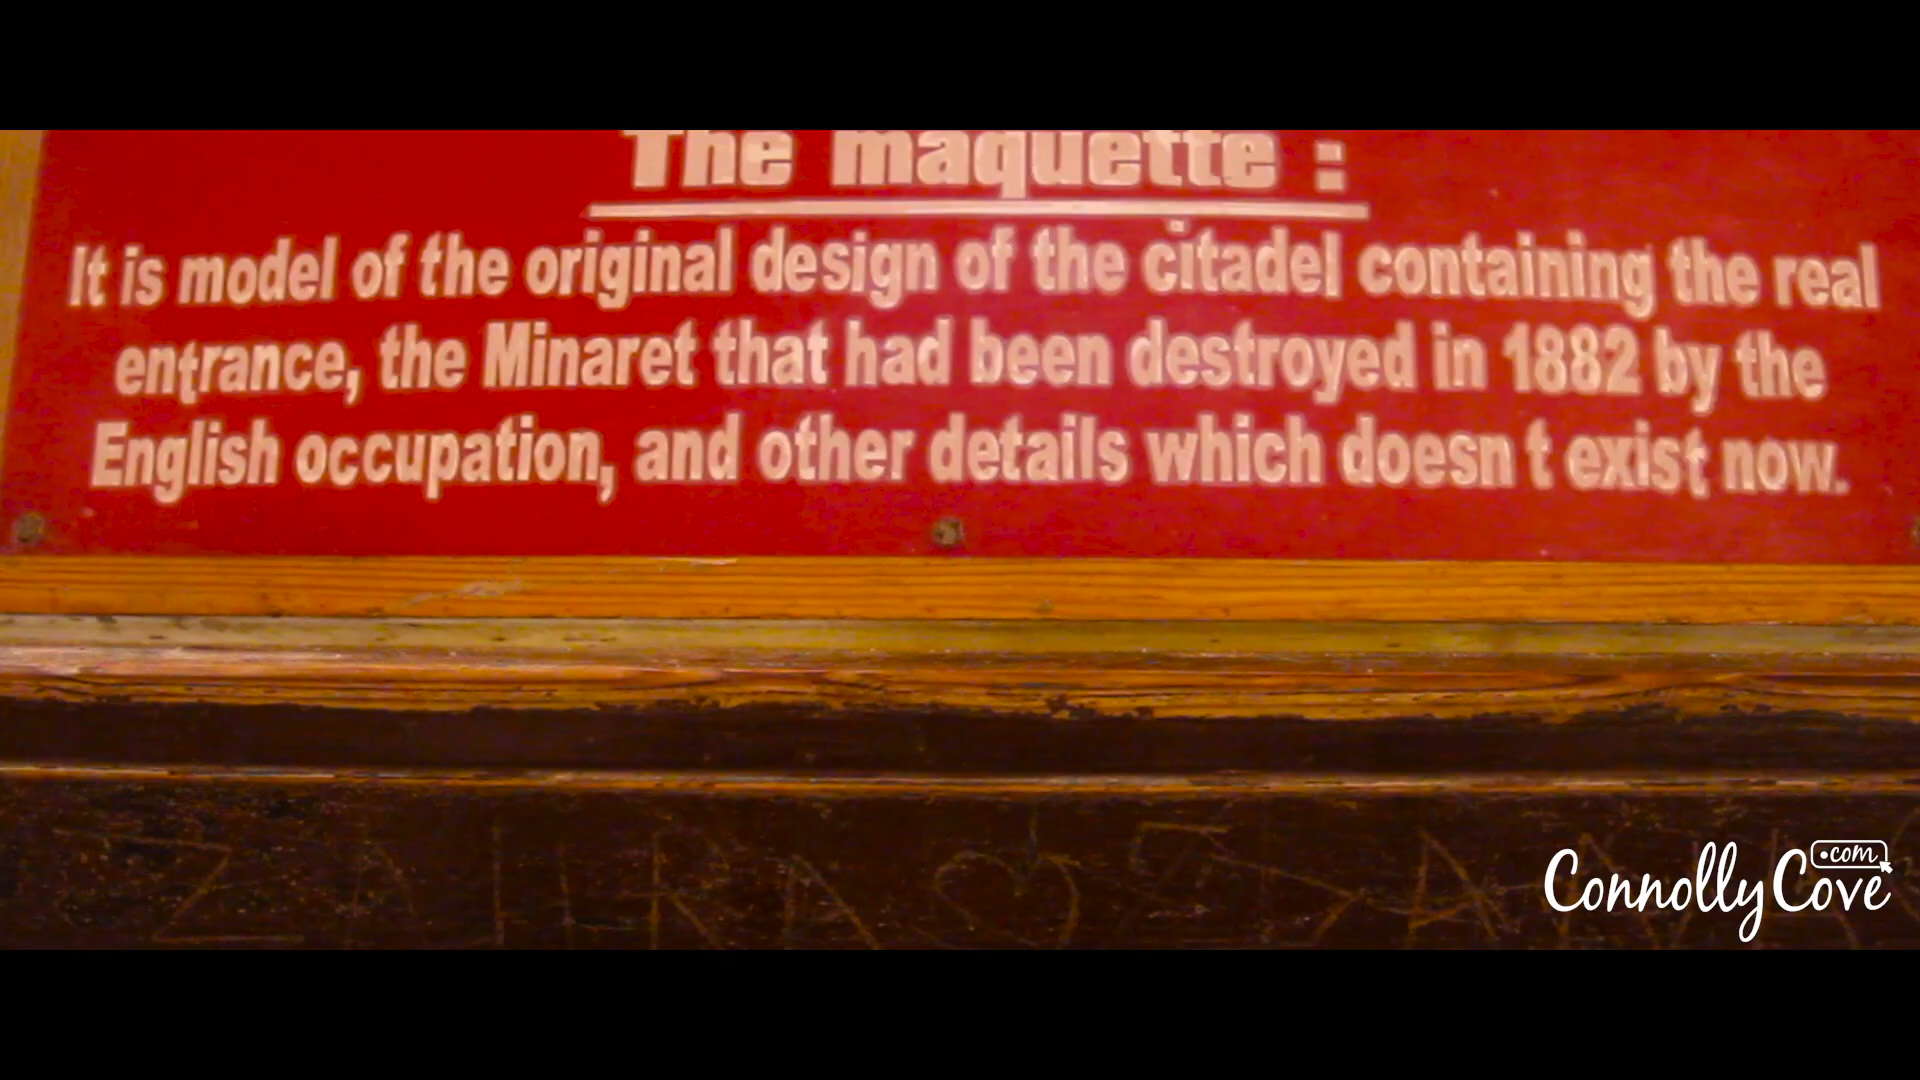 The maquette :
It is model of the original design of the citadel containing the real
entrance, the Minaret that had been destroyed in 1882 by the
English occupation, and other details which doesn t exist now.
ConnollyCove
.com